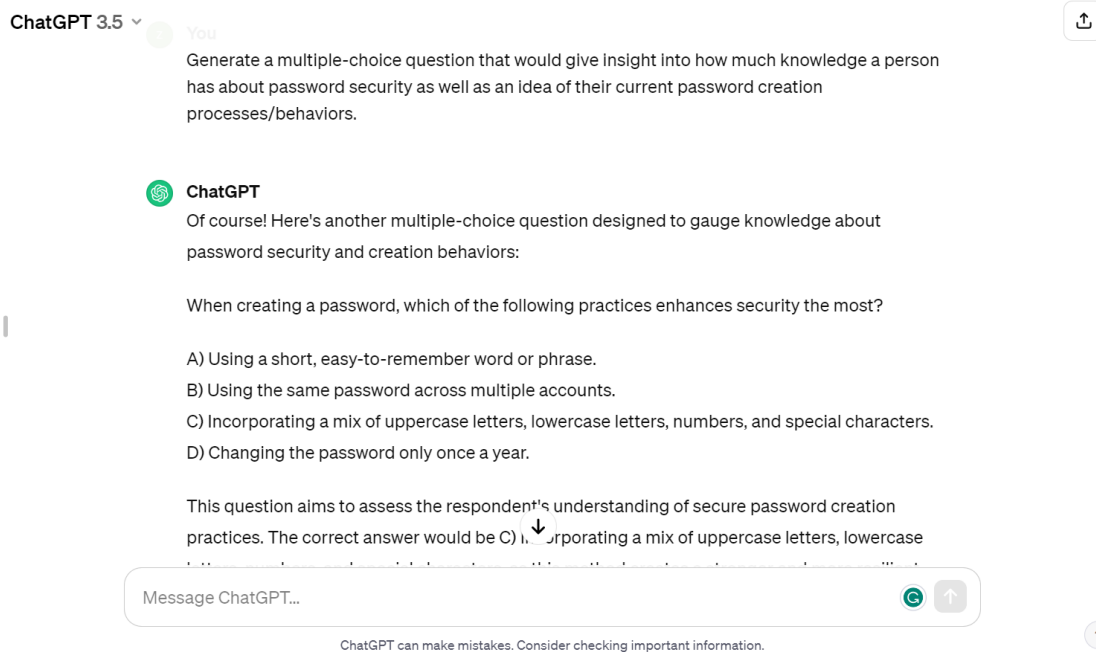 ChatGPT 3.5
You
Generate a multiple-choice question that would give insight into how much knowledge a person
has about password security as well as an idea of their current password creation
processes/behaviors.
ChatGPT
Of course! Here's another multiple-choice question designed to gauge knowledge about
password security and creation behaviors:
When creating a password, which of the following practices enhances security the most?
A) Using a short, easy-to-remember word or phrase.
B) Using the same password across multiple accounts.
C) Incorporating a mix of uppercase letters, lowercase letters, numbers, and special characters.
D) Changing the password only once a year.
This question aims to assess the respondent's understanding of secure password creation
practices. The correct answer would be C) Incorporating a mix of uppercase letters, lowercase
Message ChatGPT...
ChatGPT can make mistakes. Consider checking important information.